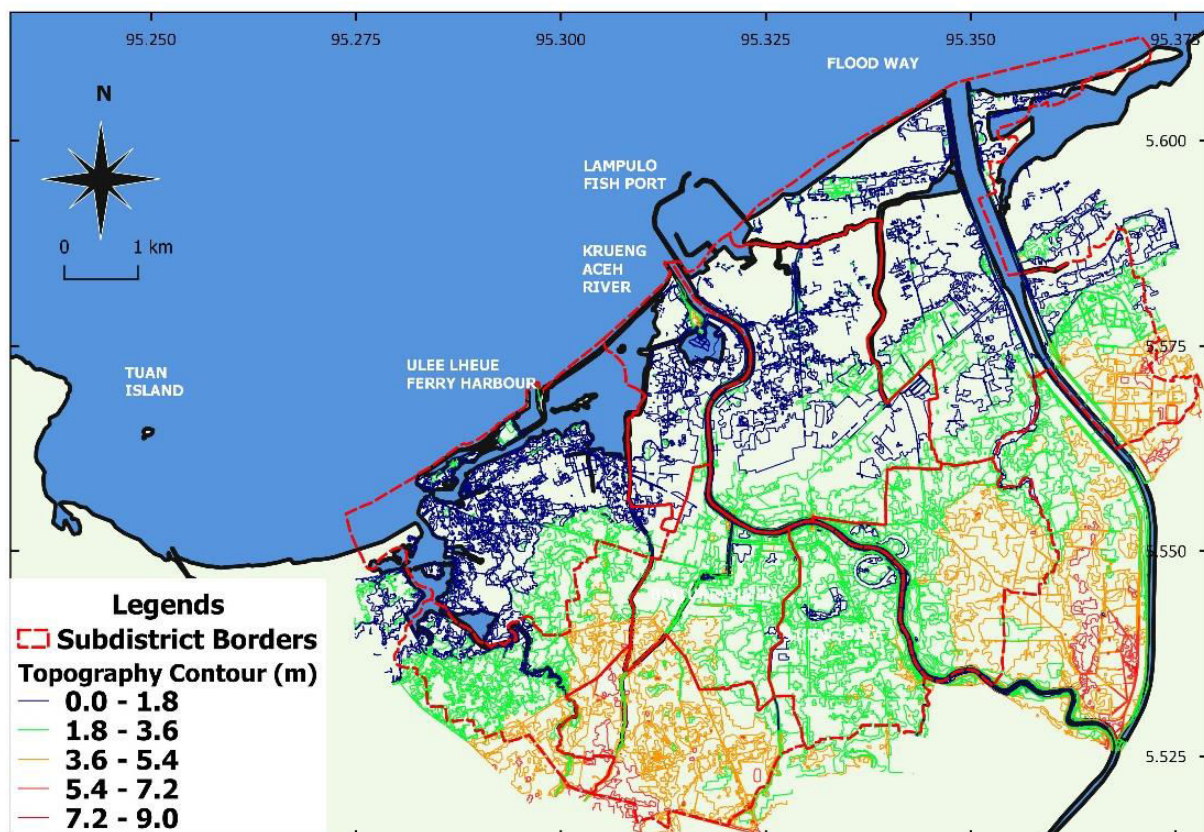 95.250 95.275 95.300 95.325 95.350 95.375
FLOOD WAY
N
5.600
LAMPULO
FISH PORT
0 1 km
KRUENG
ACEH
RIVER
5.575
ULEE LHEUE
FERRY HARBOUR
TUAN
ISLAND
5.550
Legends
Subdistrict Borders
Topography Contour (m)
0.0 - 1.8
1.8 - 3.6
3.6 - 5.4
5.4 - 7.2
7.2 - 9.0
5.525